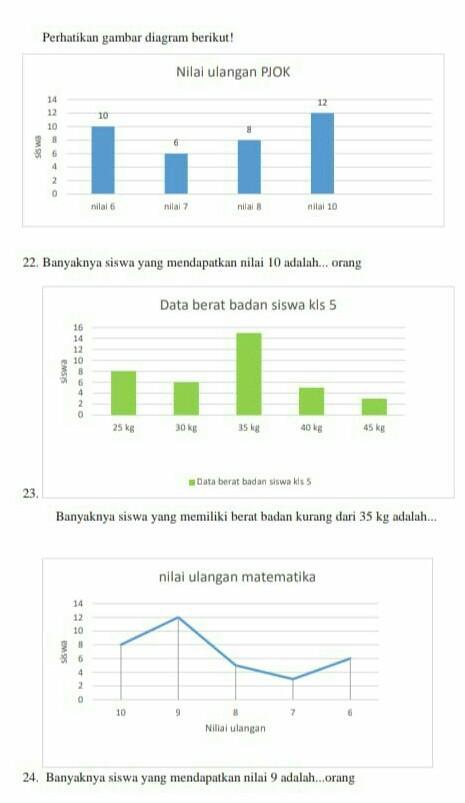 Perhatikan gambar diagram berikut!
Nilai ulangan PJOK
14
12
10
8
6
4
2
0
siswa
10
6
8
12
nilai 6 nilai 7 nilai 8 nilai 10
22. Banyaknya siswa yang mendapatkan nilai 10 adalah... orang
Data berat badan siswa kls 5
16
14
12
10
8
6
4
2
0
siswa
25 kg 30 kg 35 kg 40 kg 45 kg
Data berat badan siswa kls 5
23.
Banyaknya siswa yang memiliki berat badan kurang dari 35 kg adalah...
nilai ulangan matematika
14
12
10
8
6
4
2
0
siswa
10 9 8 7 6
Niliai ulangan
24. Banyaknya siswa yang mendapatkan nilai 9 adalah...orang